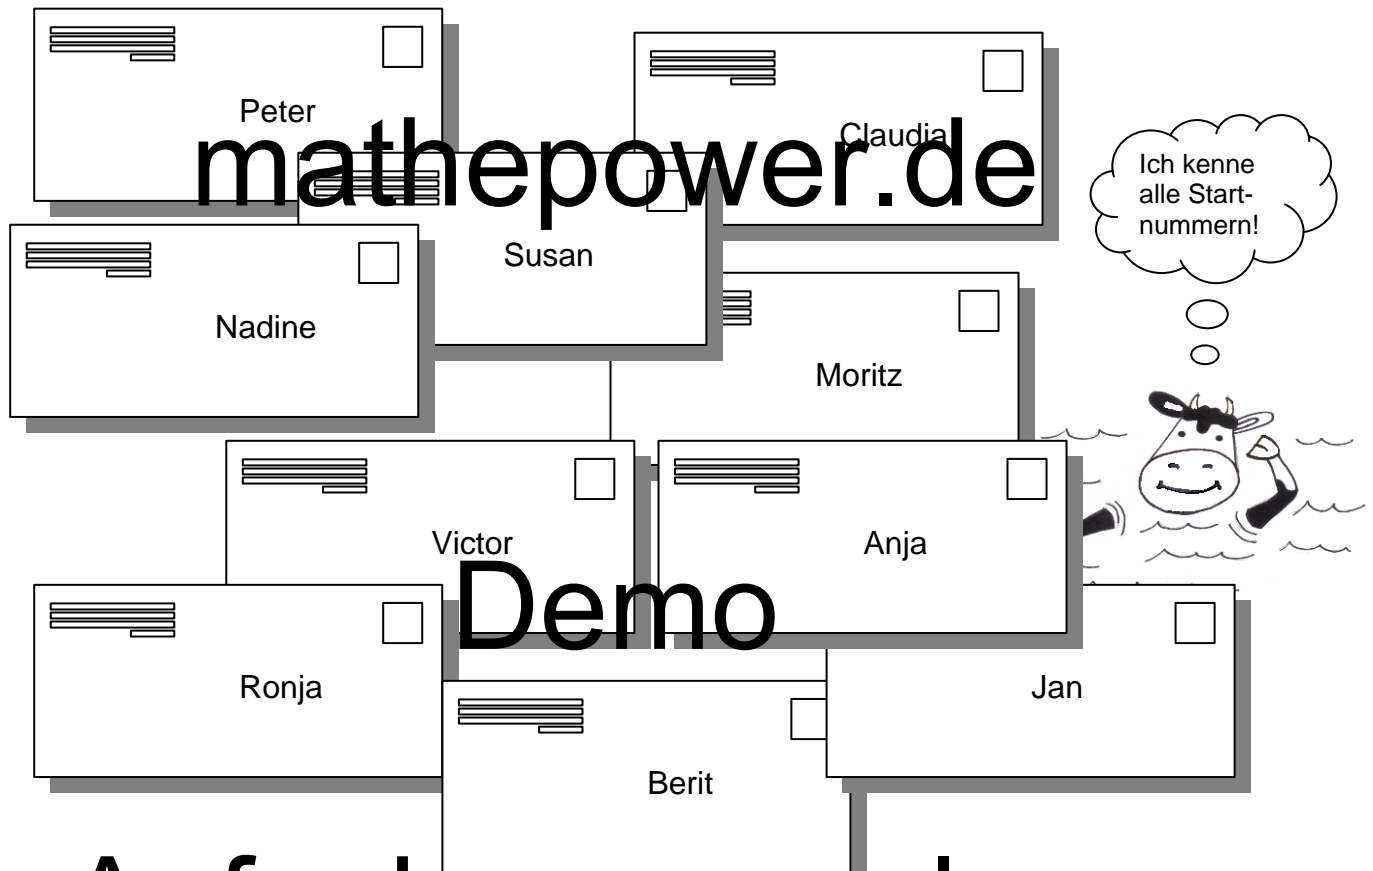 Peter
Claudia
mathepower.de
Ich kenne
alle Start-
nummern!
Susan
Nadine
Moritz
Victor
Anja
Demo
Ronja
Jan
Berit